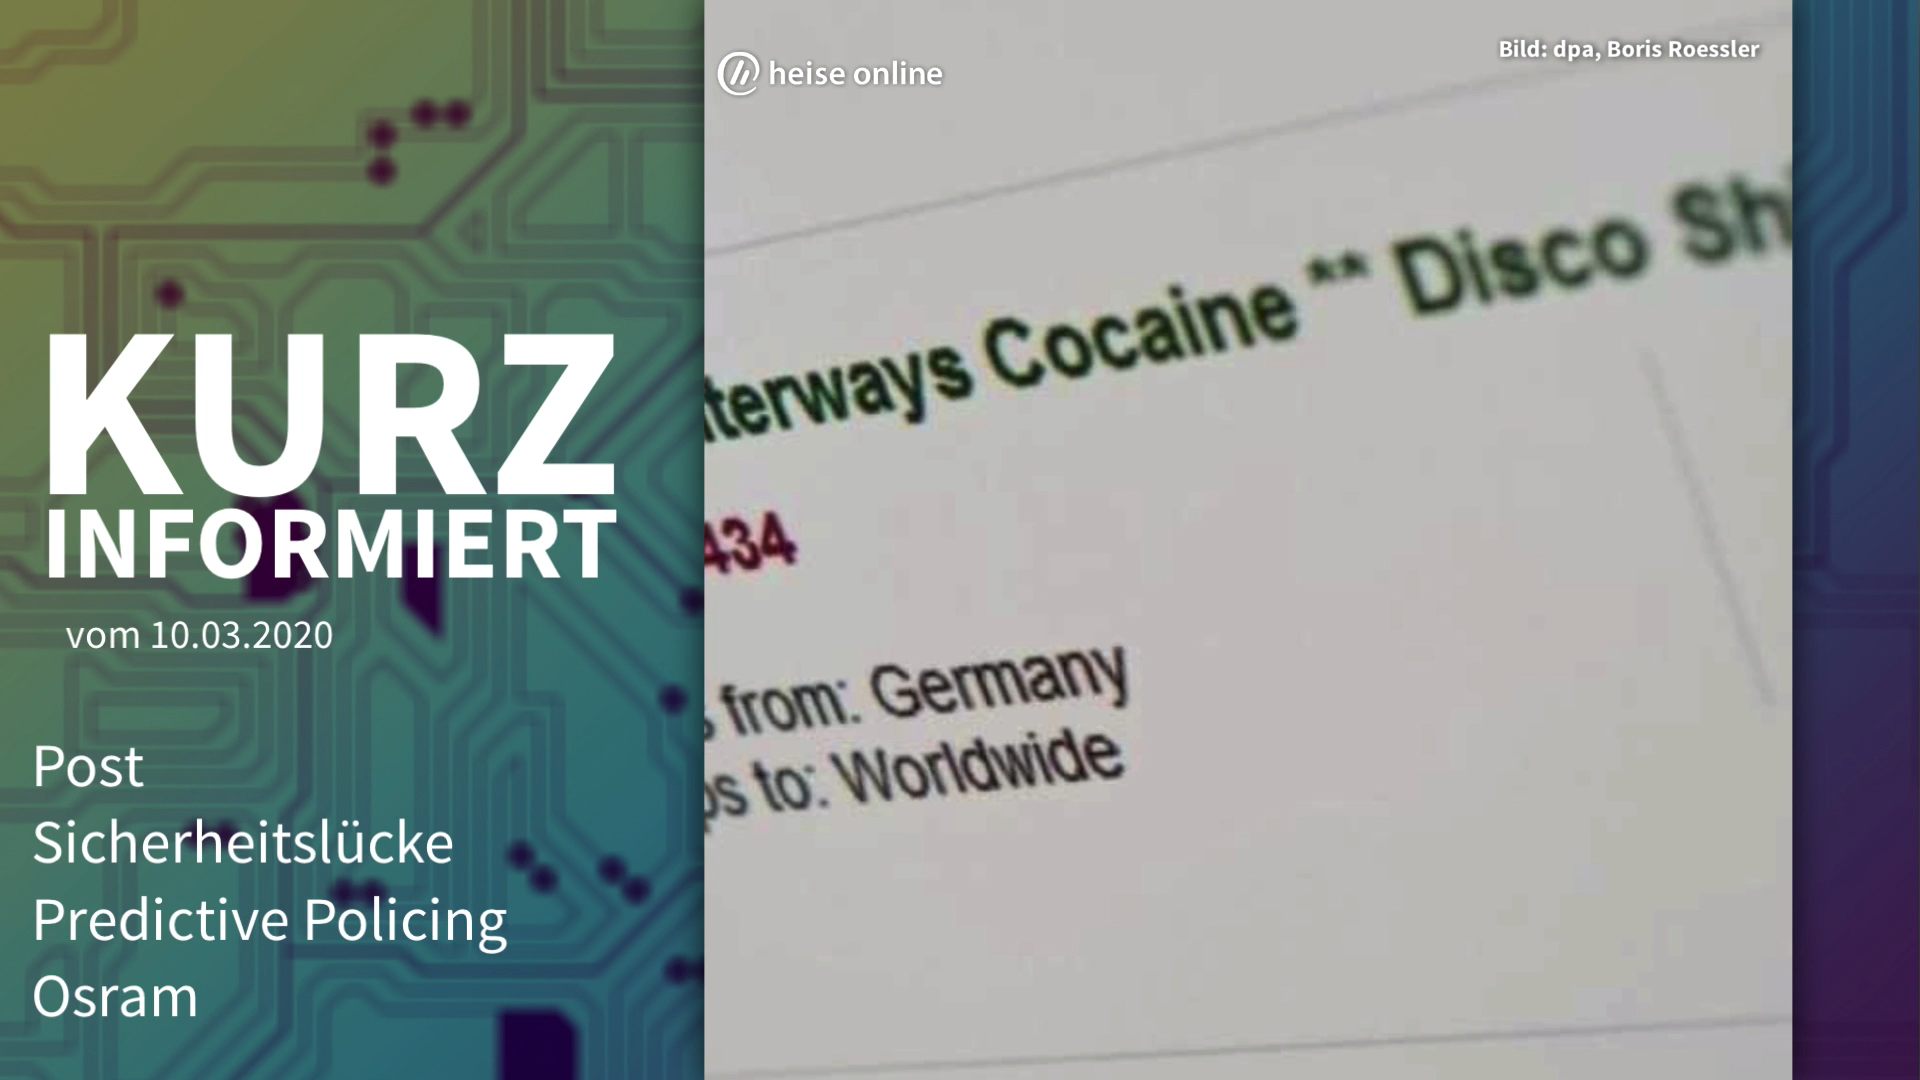 KURZ
INFORMIERT
vom 10.03.2020
Post
Sicherheitslücke
Predictive Policing
Osram
heise online
Bild: dpa, Boris Roessler
terways Cocaine ** Disco Sh
434
from: Germany
ps to: Worldwide